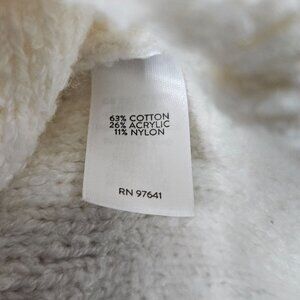 63% COTTON
26% ACRYLIC
11% NYLON
RN 97641